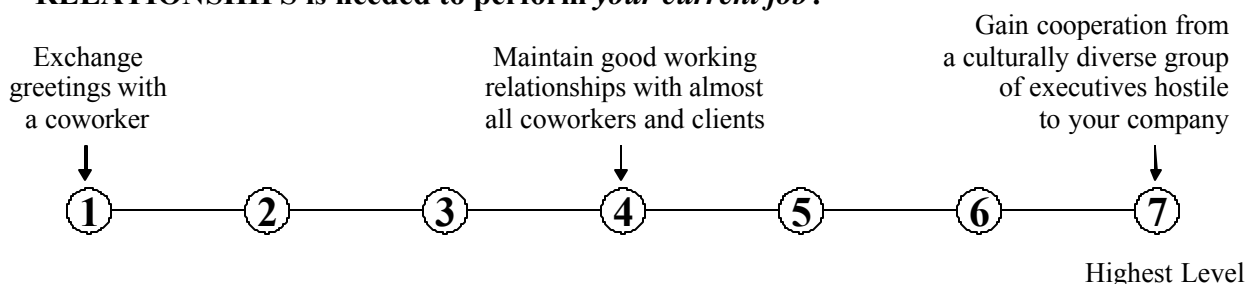 RELATIONSHIPS is needed to perform your current job?
Exchange
greetings with
a coworker
Maintain good working
relationships with almost
all coworkers and clients
Gain cooperation from
a culturally diverse group
of executives hostile
to your company
1 2 3 4 5 6 7
Highest Level